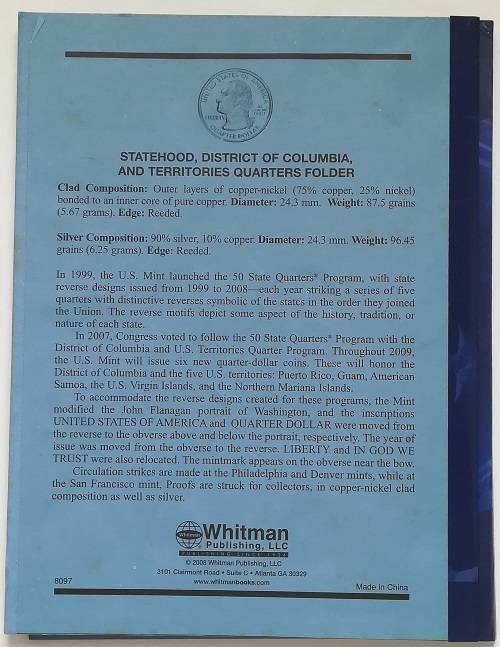 UNITED STATES OF AMERICA
LIBERTY
IN
GOD WE
TRUST
QUARTER DOLLAR
STATEHOOD, DISTRICT OF COLUMBIA,
AND TERRITORIES QUARTERS FOLDER
Clad Composition: Outer layers of copper-nickel (75% copper, 25% nickel)
bonded to an inner core of pure copper. Diameter: 24.3 mm. Weight: 87.5 grains
(5.67 grams). Edge: Reeded.
Silver Composition: 90% silver, 10% copper. Diameter: 24.3 mm. Weight: 96.45
grains (6.25 grams). Edge: Reeded.
In 1999, the U.S. Mint launched the 50 State Quarters® Program, with state
reverse designs issued from 1999 to 2008—each year striking a series of five
quarters with distinctive reverses symbolic of the states in the order they joined
the Union. The reverse motifs depict some aspect of the history, tradition, or
nature of each state.
In 2007, Congress voted to follow the 50 State Quarters® Program with the
District of Columbia and U.S. Territories Quarter Program. Throughout 2009,
the U.S. Mint will issue six new quarter-dollar coins. These will honor the
District of Columbia and the five U.S. territories: Puerto Rico, Guam, American
Samoa, the U.S. Virgin Islands, and the Northern Mariana Islands.
To accommodate the reverse designs created for these programs, the Mint
modified the John Flanagan portrait of Washington, and the inscriptions
UNITED STATES OF AMERICA and QUARTER DOLLAR were moved from
the reverse to the obverse above and below the portrait, respectively. The year of
issue was moved from the obverse to the reverse. LIBERTY and IN GOD WE
TRUST were also relocated. The mintmark appears on the obverse near the bow.
Circulation strikes are made at the Philadelphia and Denver mints, while at
the San Francisco mint, Proofs are struck for collectors, in copper-nickel clad
composition as well as silver.
Whitman
Whitman
Publishing, LLC
PUBLISHING SINCE 1934
© 2008 Whitman Publishing, LLC
3101 Clairmont Road • Suite C • Atlanta GA 30329
www.whitmanbooks.com
8097
Made in China